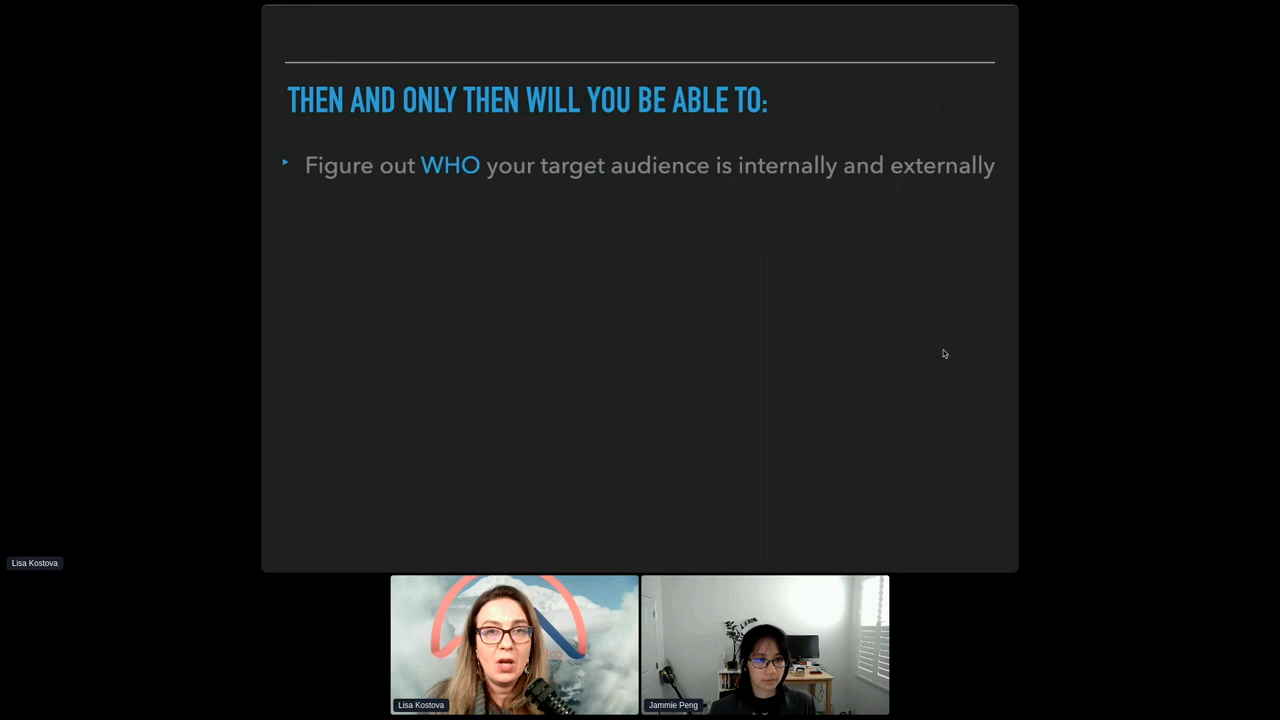 THEN AND ONLY THEN WILL YOU BE ABLE TO:
Figure out WHO your target audience is internally and externally
Lisa Kostova
Lisa Kostova
Jammie Peng